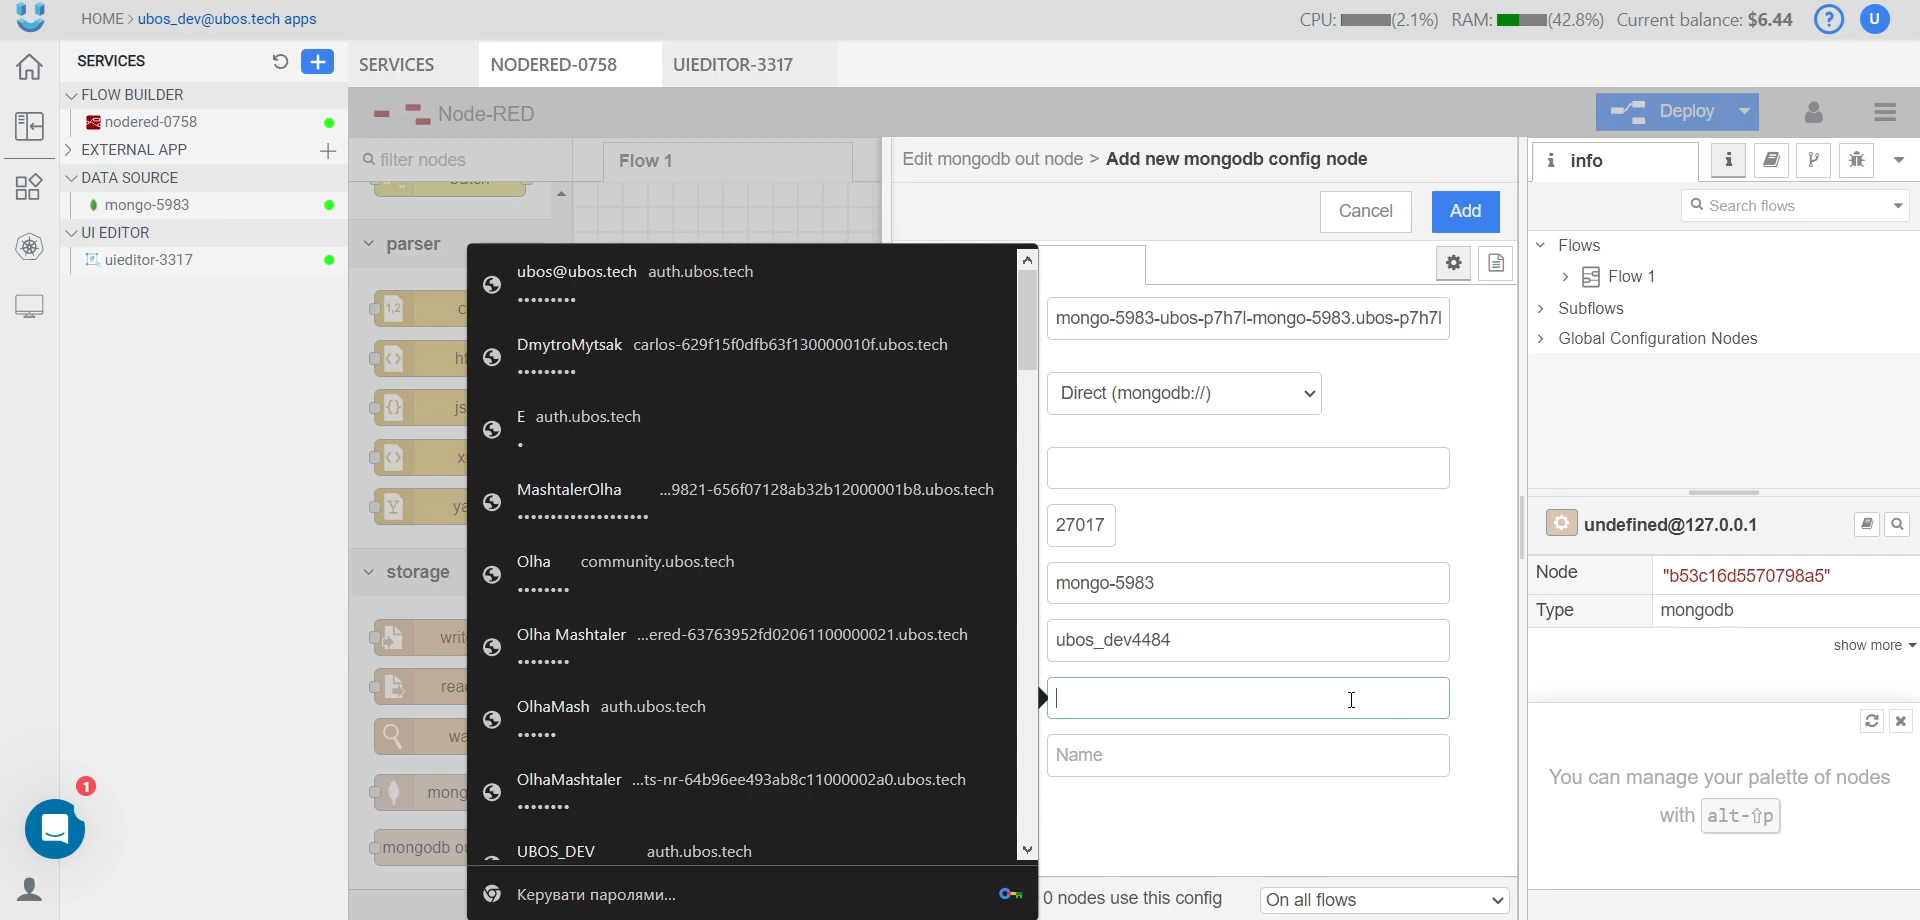 HOME > ubos_dev@ubos.tech apps
CPU: (2.1%) RAM: (42.8%) Current balance: $6.44 ? U
SERVICES
SERVICES NODERED-0758 UIEDITOR-3317
FLOW BUILDER
nodered-0758
EXTERNAL APP
DATA SOURCE
mongo-5983
UI EDITOR
uieditor-3317
Node-RED
Deploy
filter nodes
Flow 1
parser
storage
writ
read
wa
mong
mongodb ou
ubos@ubos.tech auth.ubos.tech
•••••••••
DmytroMytsak carlos-629f15f0dfb63f130000010f.ubos.tech
•••••••••
E auth.ubos.tech
•
MashtalerOlha ...9821-656f07128ab32b12000001b8.ubos.tech
••••••••••••••••••••
Olha community.ubos.tech
••••••••
Olha Mashtaler ...ered-63763952fd02061100000021.ubos.tech
••••••••
OlhaMash auth.ubos.tech
••••••
OlhaMashtaler ...ts-nr-64b96ee493ab8c11000002a0.ubos.tech
••••••••
UBOS_DEV auth.ubos.tech
Керувати паролями...
Edit mongodb out node > Add new mongodb config node
Cancel Add
mongo-5983-ubos-p7h7l-mongo-5983.ubos-p7h7l
Direct (mongodb://)
27017
mongo-5983
ubos_dev4484
Name
0 nodes use this config On all flows
i info
i
Search flows
Flows
Flow 1
Subflows
Global Configuration Nodes
undefined@127.0.0.1
Node "b53c16d5570798a5"
Type mongodb
show more
You can manage your palette of nodes
with alt-⇧p
1